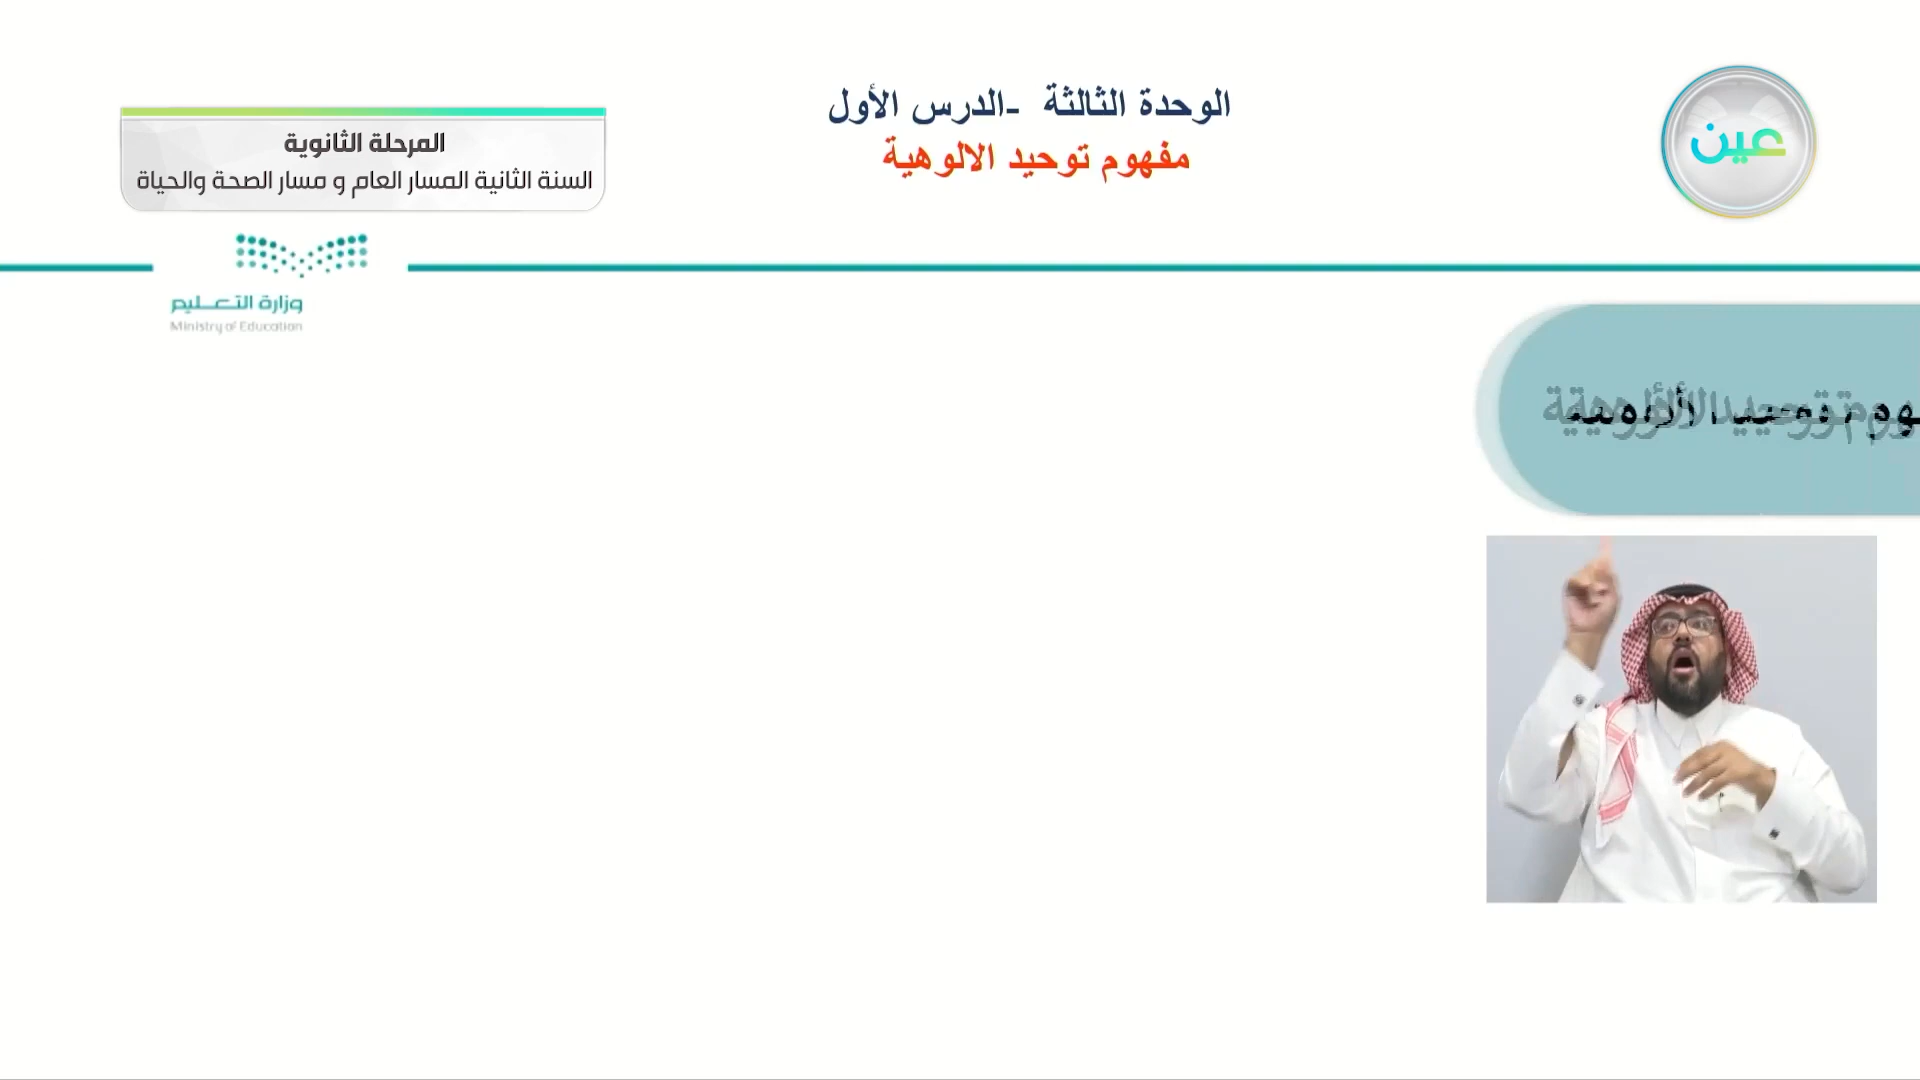 الوحدة الثالثة -الدرس الأول
مفهوم توحيد الالوهية
عين
المرحلة الثانوية
السنة الثانية المسار العام و مسار الصحة والحياة
وزارة التعليم
Ministry of Education